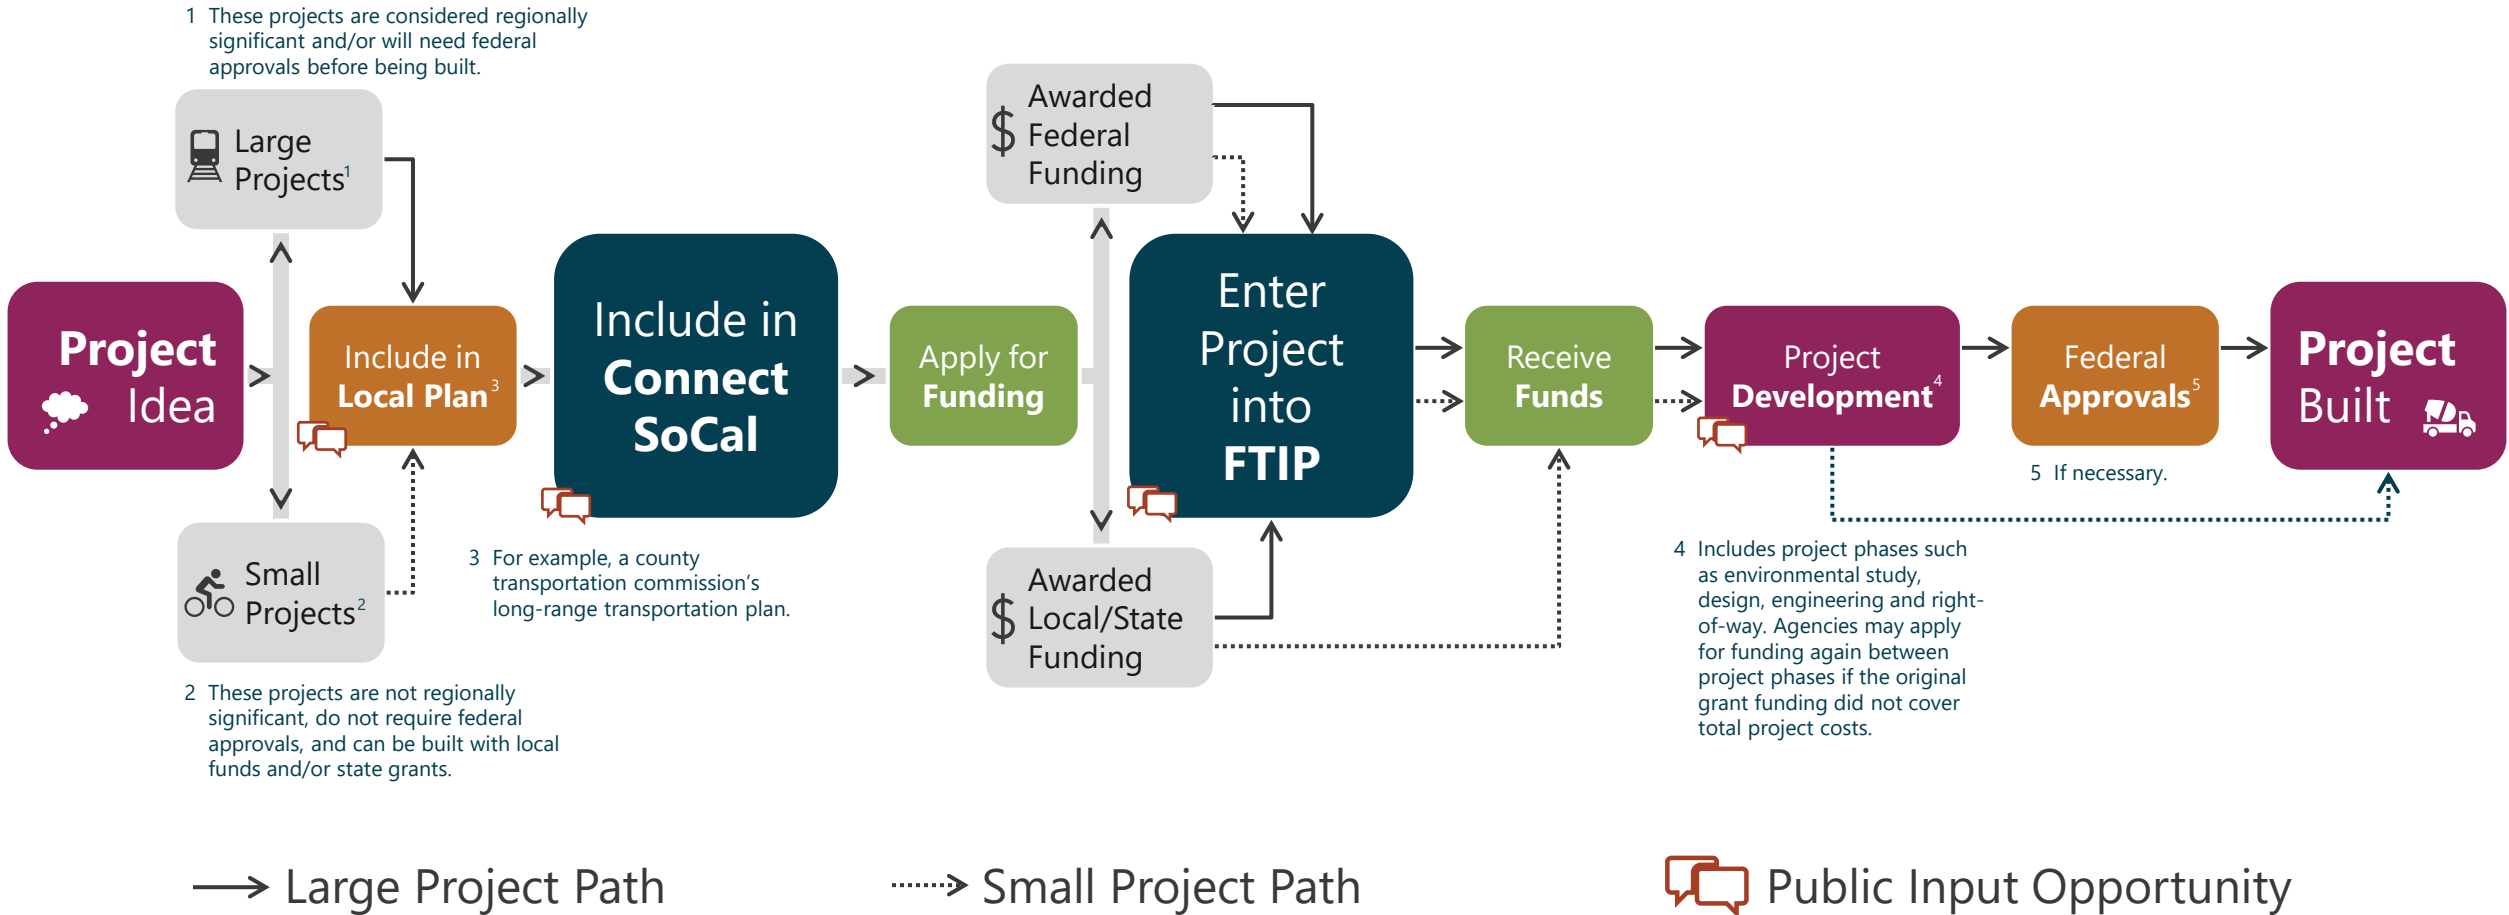 1 These projects are considered regionally
significant and/or will need federal
approvals before being built.
Large
Projects1
Project
Idea
Small
Projects2
2 These projects are not regionally
significant, do not require federal
approvals, and can be built with local
funds and/or state grants.
Include in
Local Plan3
3 For example, a county
transportation commission’s
long-range transportation plan.
Include in
Connect
SoCal
Apply for
Funding
$ Awarded
Federal
Funding
$ Awarded
Local/State
Funding
Enter
Project
into
FTIP
Receive
Funds
Project
Development4
4 Includes project phases such
as environmental study,
design, engineering and right-
of-way. Agencies may apply
for funding again between
project phases if the original
grant funding did not cover
total project costs.
Federal
Approvals5
5 If necessary.
Project
Built
Large Project Path
Small Project Path
Public Input Opportunity